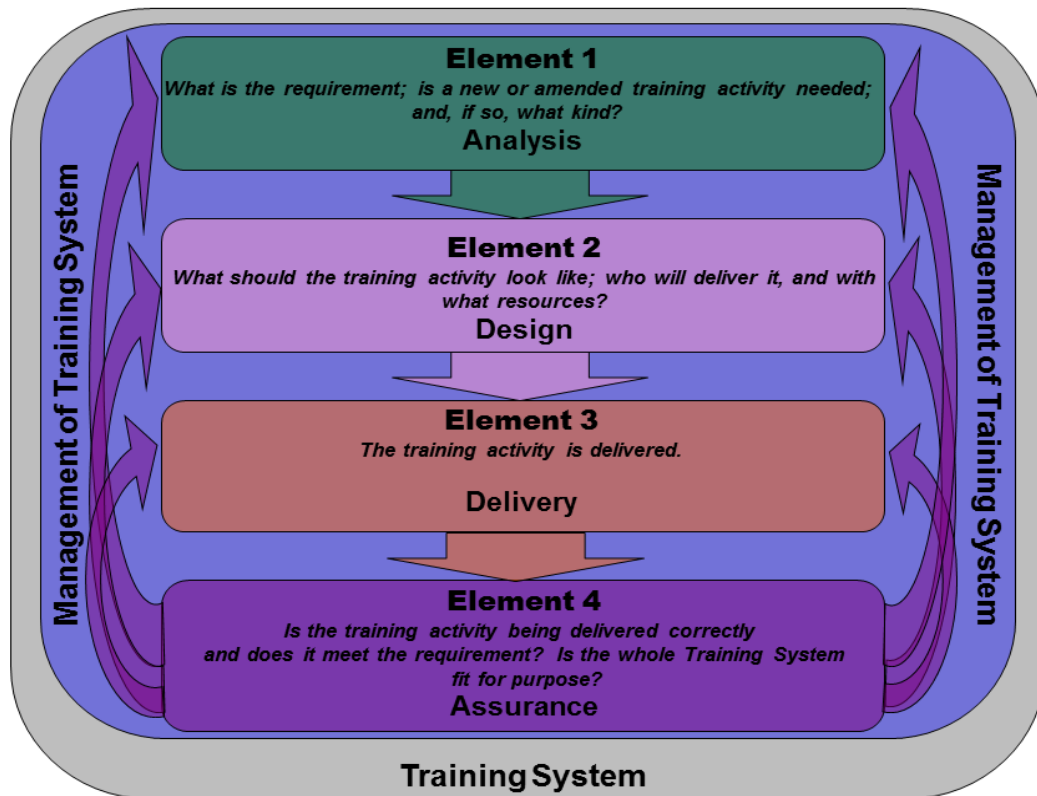 Element 1
What is the requirement; is a new or amended training activity needed;
and, if so, what kind?
Analysis
Management of Training System
Management of Training System
Element 2
What should the training activity look like; who will deliver it, and with
what resources?
Design
Element 3
The training activity is delivered.
Delivery
Element 4
Is the training activity being delivered correctly
and does it meet the requirement? Is the whole Training System
fit for purpose?
Assurance
Training System